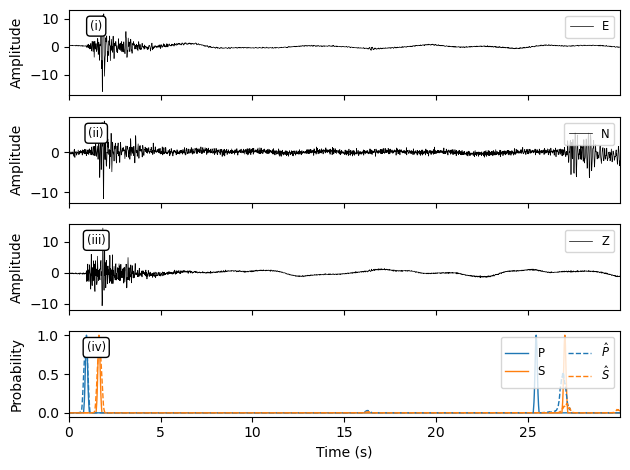 Amplitude
10
0
−10
(i)
E
Amplitude
0
−10
(ii)
N
Amplitude
10
0
−10
(iii)
Z
Probability
1.0
0.5
0.0
(iv)
P P̂
S Ŝ
0 5 10 15 20 25
Time (s)